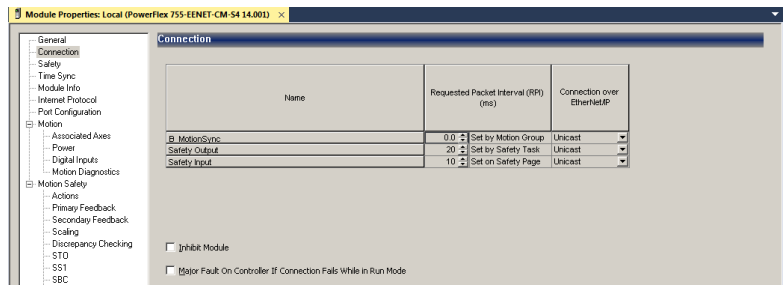 Module Properties: Local (PowerFlex 755-EENET-CM-S4 14.001)
General
Connection
Safety
Time Sync
Module Info
Internet Protocol
Port Configuration
Motion
Associated Axes
Power
Digital Inputs
Motion Diagnostics
Motion Safety
Actions
Primary Feedback
Secondary Feedback
Scaling
Discrepancy Checking
STO
SS1
SBC
Connection
Name
Requested Packet Interval (RPI)
(ms)
Connection over
EtherNet/IP
B_MotionSync 0.0 Set by Motion Group Unicast
Safety Output 20 Set by Safety Task Unicast
Safety Input 10 Set on Safety Page Unicast
Inhibit Module
Major Fault On Controller If Connection Fails While in Run Mode